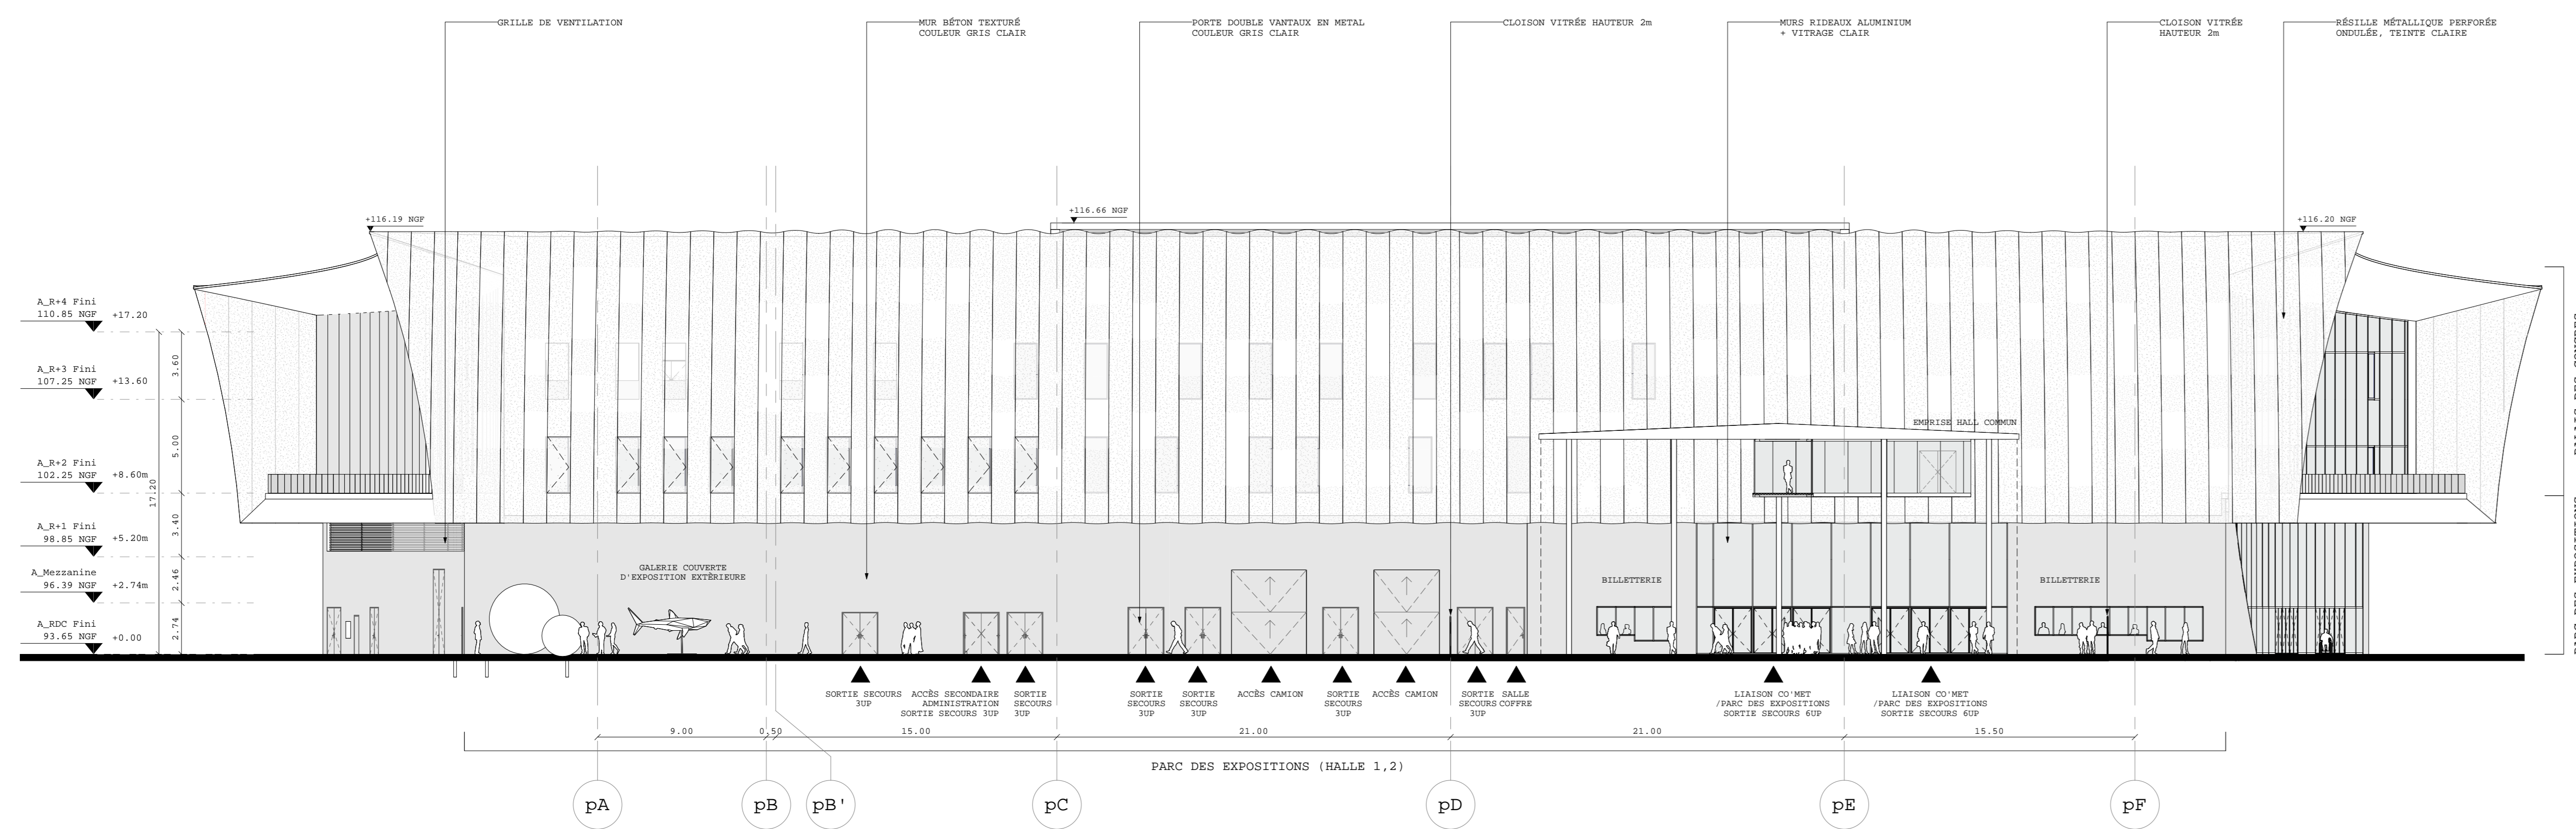 GRILLE DE VENTILATION
MUR BÉTON TEXTURÉ
COULEUR GRIS CLAIR
PORTE DOUBLE VANTAUX EN METAL
COULEUR GRIS CLAIR
CLOISON VITRÉE HAUTEUR 2m
MURS RIDEAUX ALUMINIUM
+ VITRAGE CLAIR
CLOISON VITRÉE
HAUTEUR 2m
RÉSILLE MÉTALLIQUE PERFORÉE
ONDULÉE, TEINTE CLAIRE
+116.19 NGF
+116.66 NGF
+116.20 NGF
A_R+4 Fini
110.85 NGF +17.20
3.60
A_R+3 Fini
107.25 NGF +13.60
5.00
A_R+2 Fini
102.25 NGF +8.60m
17.20
3.40
A_R+1 Fini
98.85 NGF +5.20m
2.46
A_Mezzanine
96.39 NGF +2.74m
2.74
A_RDC Fini
93.65 NGF +0.00
EMPRISE HALL COMMUN
GALERIE COUVERTE
D'EXPOSITION EXTÈRIEURE
BILLETTERIE
BILLETTERIE
SORTIE SECOURS
3UP
ACCÈS SECONDAIRE
ADMINISTRATION
SORTIE SECOURS 3UP
SORTIE
SECOURS
3UP
SORTIE
SECOURS
3UP
SORTIE
SECOURS
3UP
ACCÈS CAMION
SORTIE
SECOURS
3UP
ACCÈS CAMION
SORTIE
SECOURS
3UP
SALLE
COFFRE
LIAISON CO'MET
/PARC DES EXPOSITIONS
SORTIE SECOURS 6UP
LIAISON CO'MET
/PARC DES EXPOSITIONS
SORTIE SECOURS 6UP
9.00 0.50 15.00 21.00 21.00 15.50
PARC DES EXPOSITIONS (HALLE 1,2)
pA pB pB' pC pD pE pF